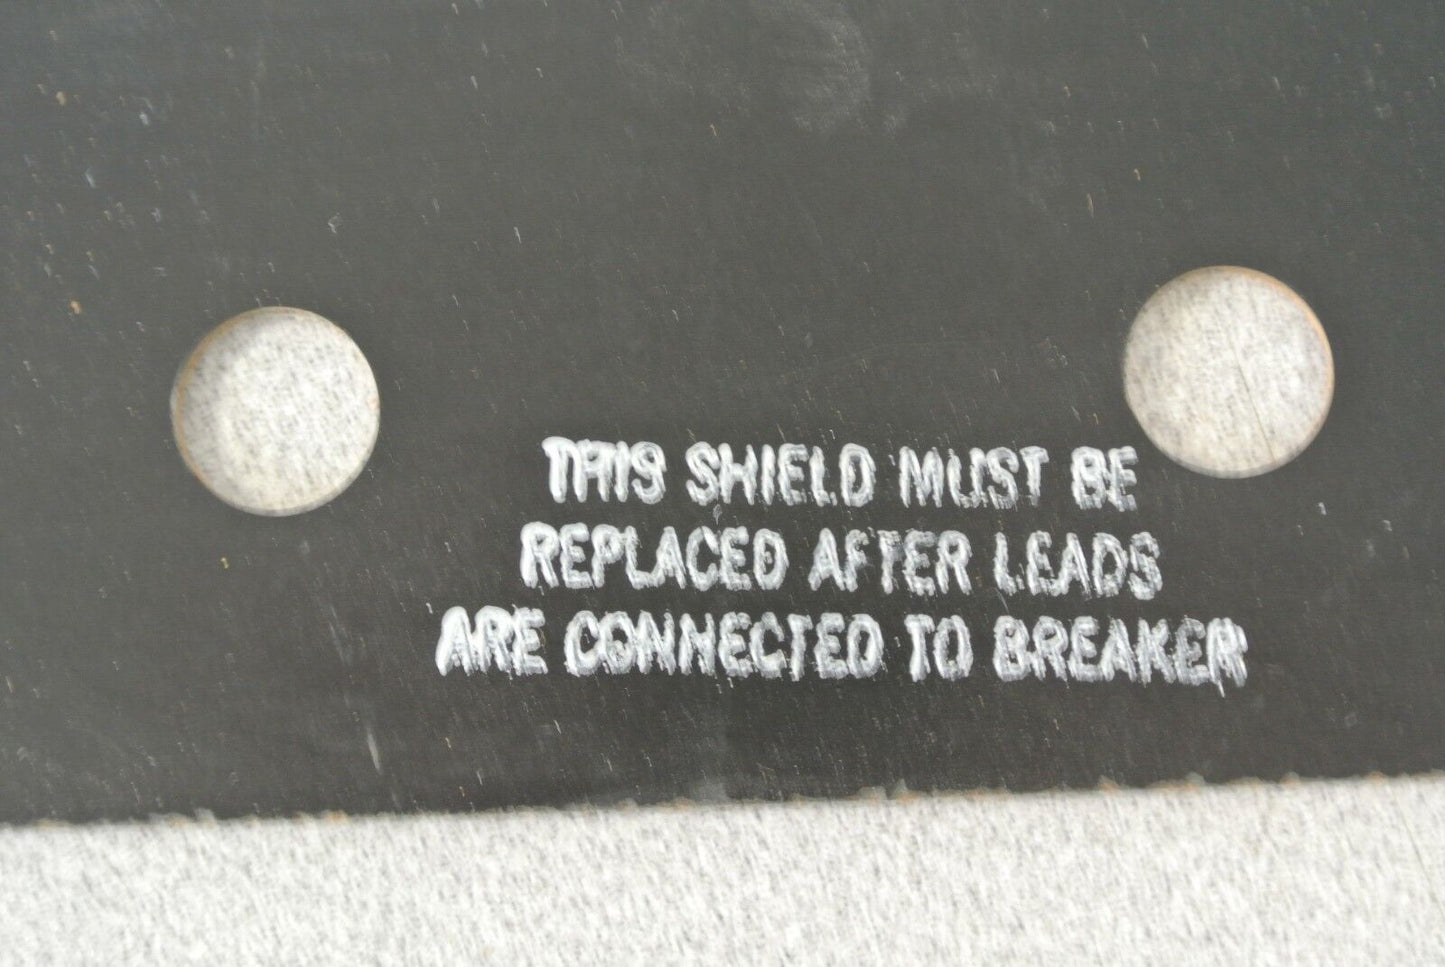 THIS SHIELD MUST BE
REPLACED AFTER LEADS
ARE CONNECTED TO BREAKER